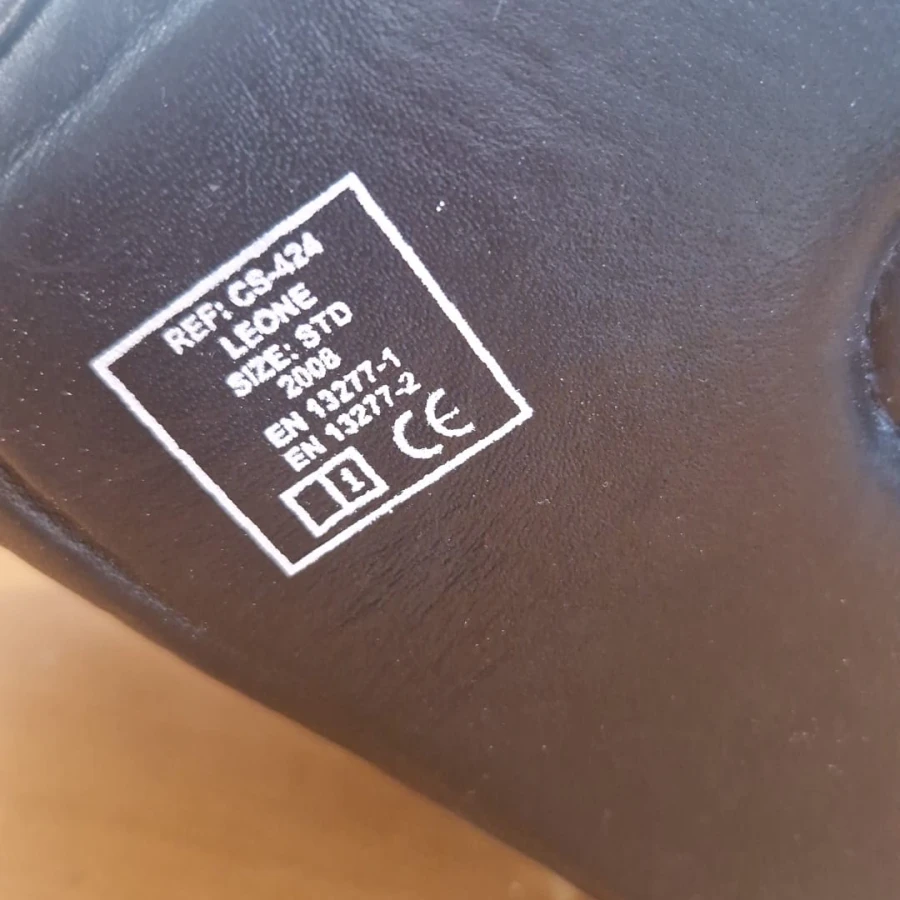 REF: CS-424
LEONE
SIZE: STD
2008
EN 13277-1
EN 13277-2
CE
1